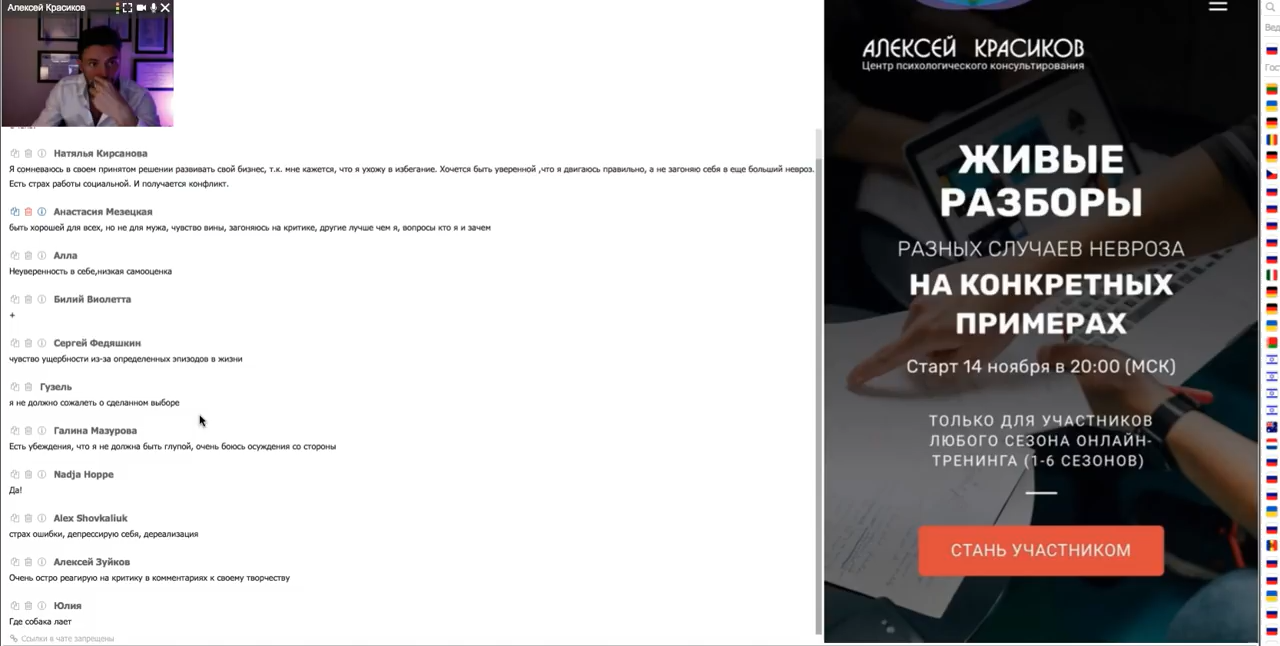 Алексей Красиков
Наталья Кирсанова
Я сомневаюсь в своем принятом решении развивать свой бизнес, т.к. мне кажется, что я ухожу в избегание. Хочется быть уверенной ,что я двигаюсь правильно, а не загоняю себя в еще больший невроз.
Есть страх работы социальной. И получается конфликт.
Анастасия Мезецкая
быть хорошей для всех, но не для мужа, чувство вины, загоняюсь на критике, другие лучше чем я, вопросы кто я и зачем
Алла
Неуверенность в себе,низкая самооценка
Билий Виолетта
+
Сергей Федяшкин
чувство ущербности из-за определенных эпизодов в жизни
Гузель
я не должно сожалеть о сделанном выборе
Галина Мазурова
Есть убеждения, что я не должна быть глупой, очень боюсь осуждения со стороны
Nadja Hoppe
Да!
Alex Shovkaliuk
страх ошибки, депрессирую себя, дереализация
Алексей Зуйков
Очень остро реагирую на критику в комментариях к своему творчеству
Юлия
Где собака лает
Ссылки в чате запрещены
АЛЕКСЕЙ КРАСИКОВ
Центр психологического консультирования
ЖИВЫЕ
РАЗБОРЫ
РАЗНЫХ СЛУЧАЕВ НЕВРОЗА
НА КОНКРЕТНЫХ
ПРИМЕРАХ
Старт 14 ноября в 20:00 (МСК)
ТОЛЬКО ДЛЯ УЧАСТНИКОВ
ЛЮБОГО СЕЗОНА ОНЛАЙН-
ТРЕНИНГА (1-6 СЕЗОНОВ)
СТАНЬ УЧАСТНИКОМ